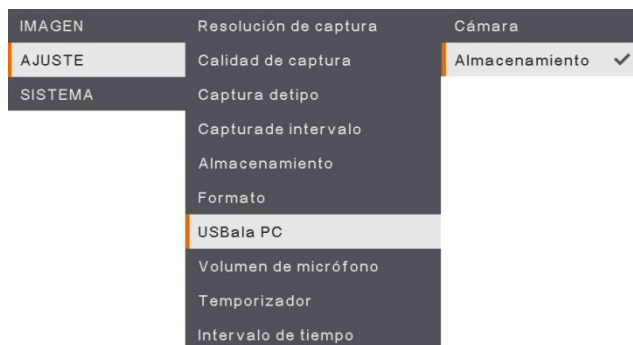 IMAGEN
AJUSTE
SISTEMA
Resolución de captura
Calidad de captura
Captura detipo
Capturade intervalo
Almacenamiento
Formato
USBala PC
Volumen de micrófono
Temporizador
Intervalo de tiempo
Cámara
Almacenamiento